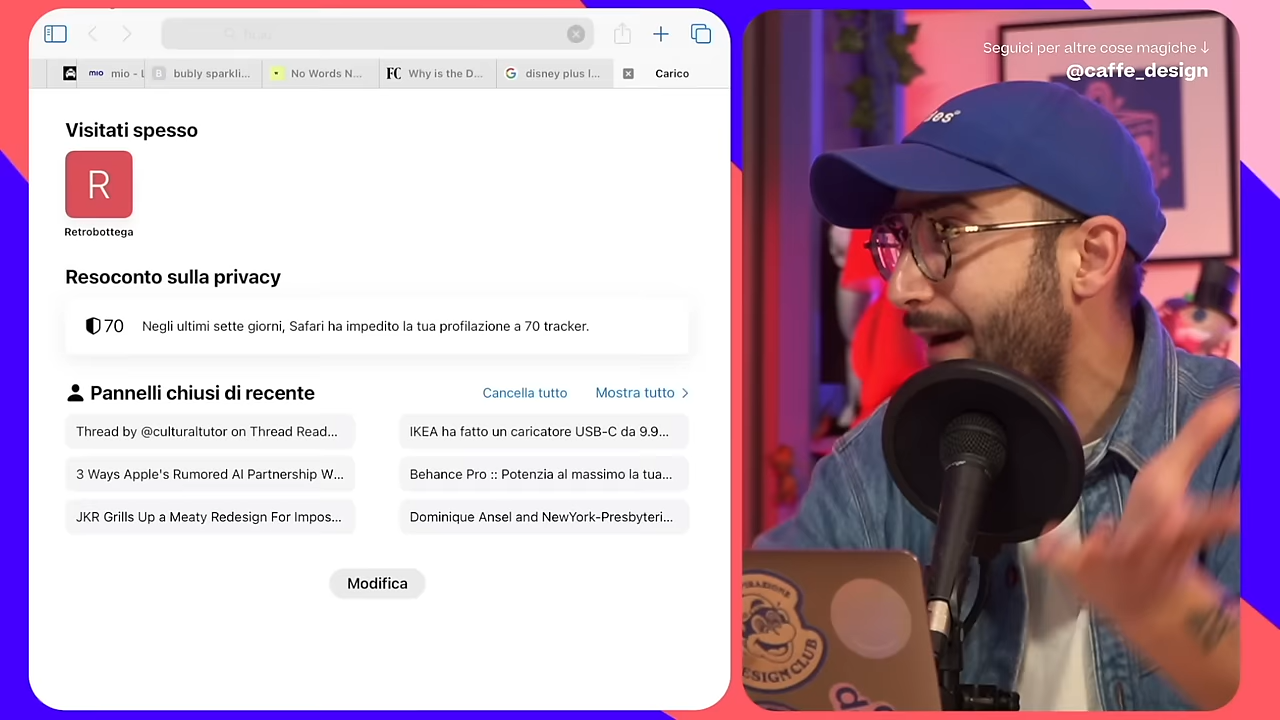 mio mio - L
B bubly sparkli...
No Words N...
FC Why is the D...
G disney plus l...
Carico
Visitati spesso
R
Retrobottega
Resoconto sulla privacy
70 Negli ultimi sette giorni, Safari ha impedito la tua profilazione a 70 tracker.
Pannelli chiusi di recente
Cancella tutto
Mostra tutto
Thread by @culturaltutor on Thread Read...
IKEA ha fatto un caricatore USB-C da 9.9...
3 Ways Apple's Rumored AI Partnership W...
Behance Pro :: Potenzia al massimo la tua...
JKR Grills Up a Meaty Redesign For Impos...
Dominique Ansel and NewYork-Presbyteri...
Modifica
Seguici per altre cose magiche ↓
@caffe_design